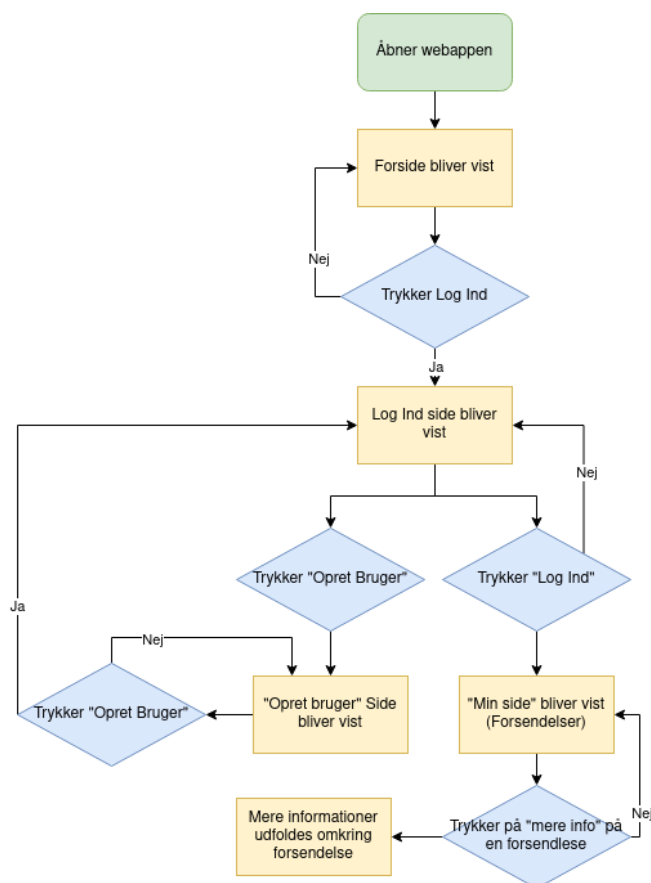 Åbner webappen
Forside bliver vist
Nej
Trykker Log Ind
Ja
Log Ind side bliver
vist
Nej
Trykker "Opret Bruger"
Trykker "Log Ind"
Ja
Nej
Trykker "Opret Bruger"
"Opret bruger" Side
bliver vist
"Min side" bliver vist
(Forsendelser)
Nej
Trykker på "mere info" på
en forsendlese
Mere informationer
udfoldes omkring
forsendelse